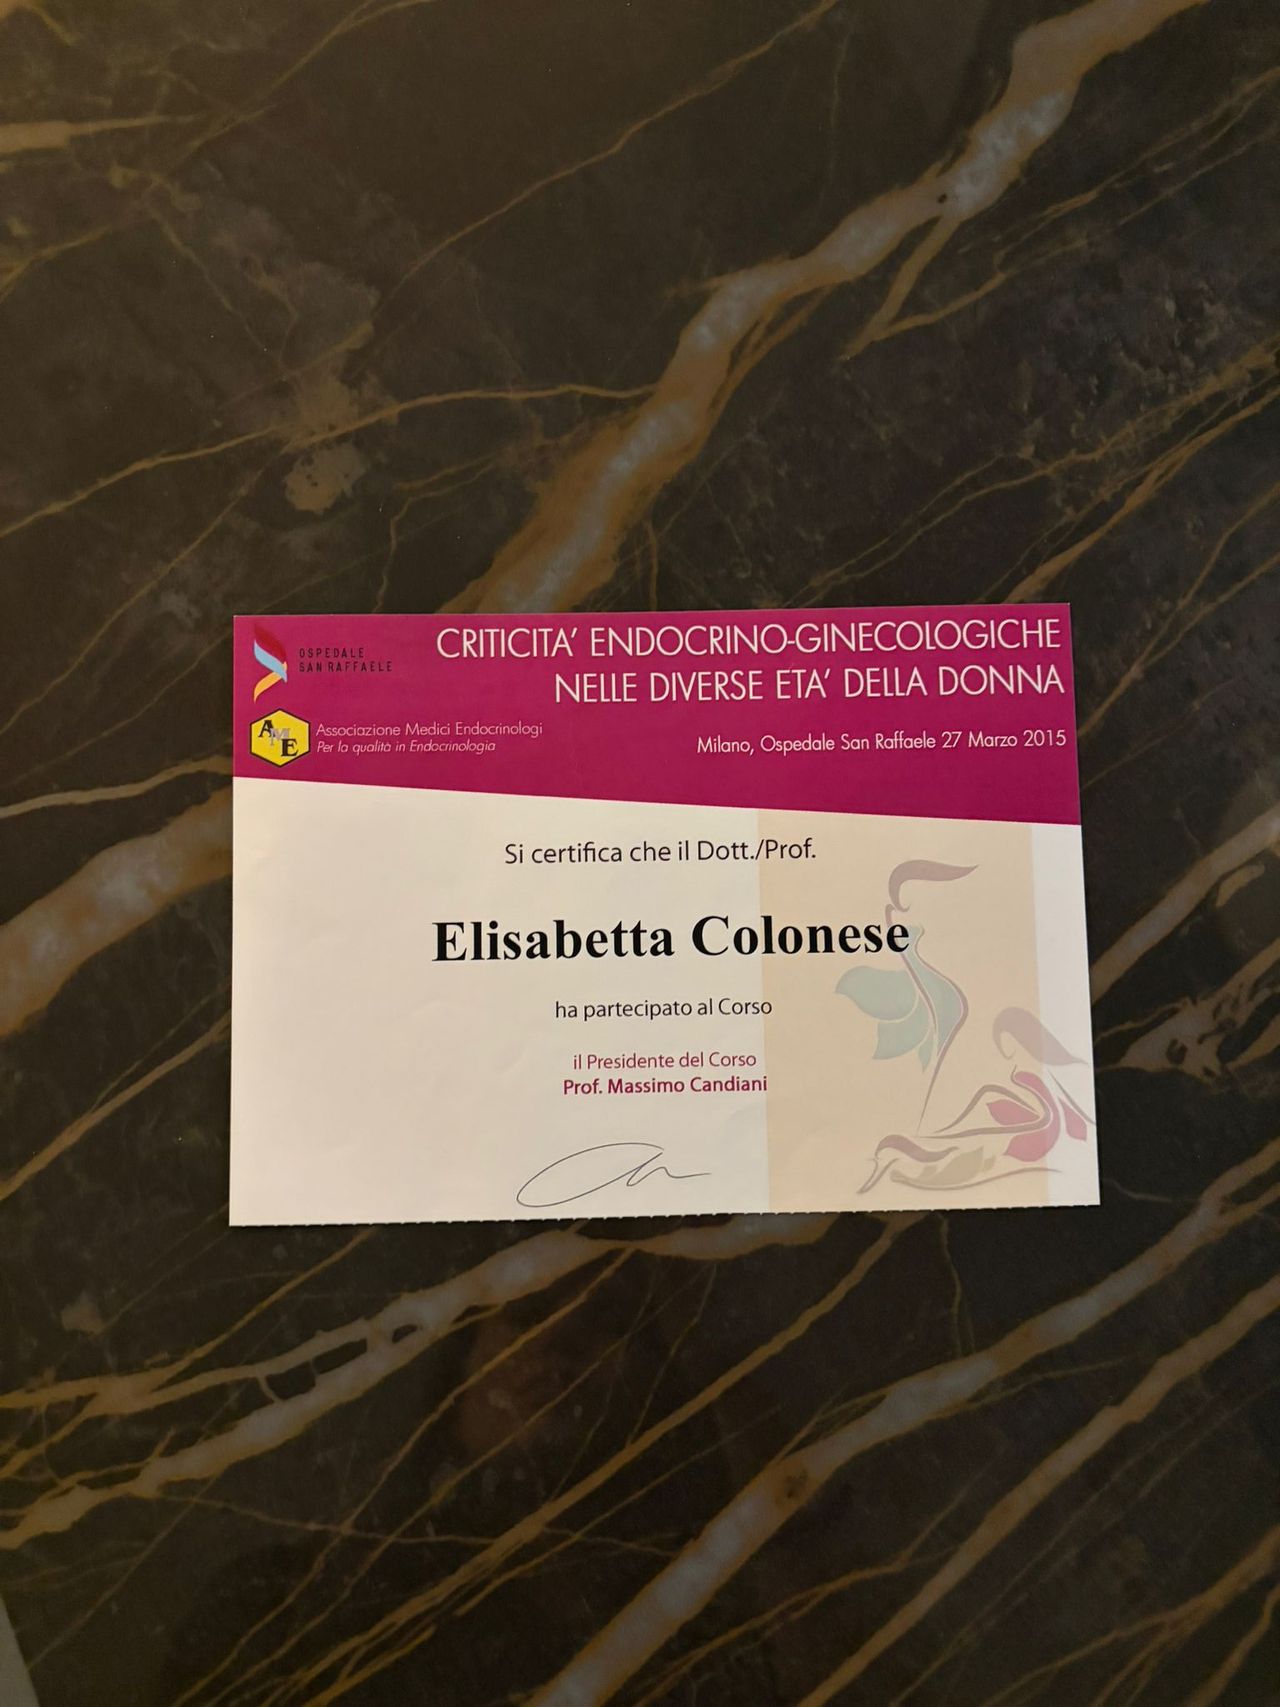 OSPEDALE
SAN RAFFAELE
CRITICITA' ENDOCRINO-GINECOLOGICHE
NELLE DIVERSE ETA' DELLA DONNA
AME
Associazione Medici Endocrinologi
Per la qualità in Endocrinologia
Milano, Ospedale San Raffaele 27 Marzo 2015
Si certifica che il Dott./Prof.
Elisabetta Colonese
ha partecipato al Corso
il Presidente del Corso
Prof. Massimo Candiani